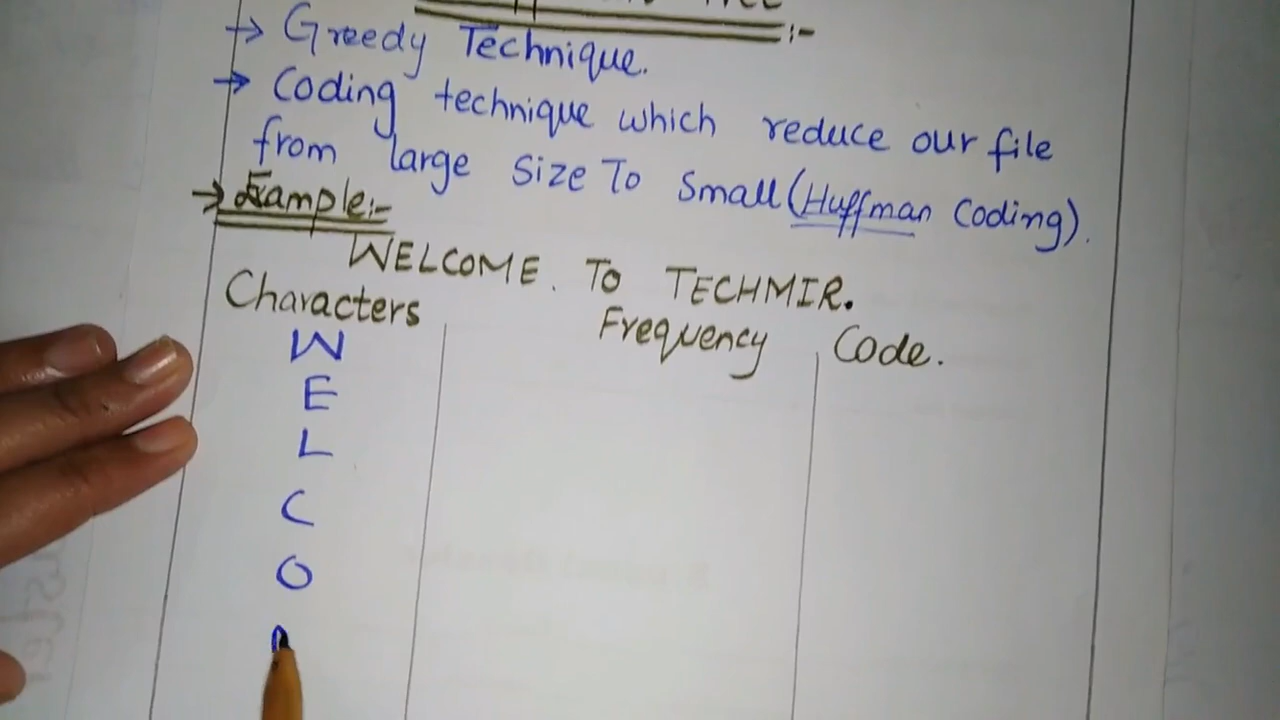 :-
→ Greedy Technique.
→ Coding technique which reduce our file
from large Size To Small (Huffman Coding).
→ Example:-
WELCOME. TO TECHMIR.
Characters Frequency Code.
W
E
L
C
O